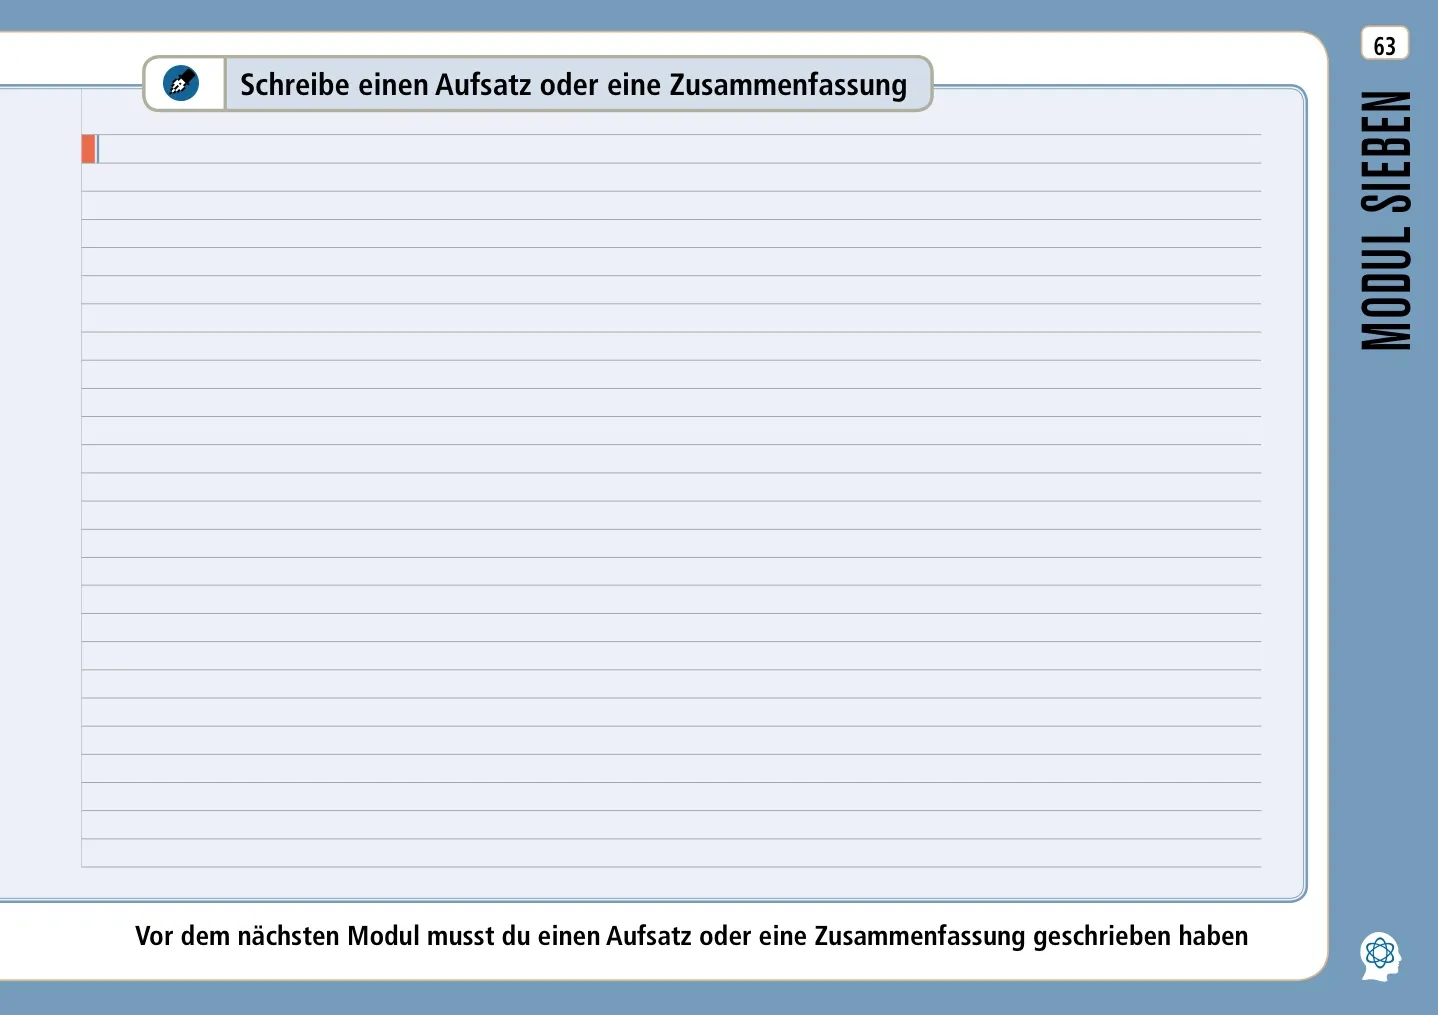 63
MODUL SIEBEN
Schreibe einen Aufsatz oder eine Zusammenfassung
Vor dem nächsten Modul musst du einen Aufsatz oder eine Zusammenfassung geschrieben haben